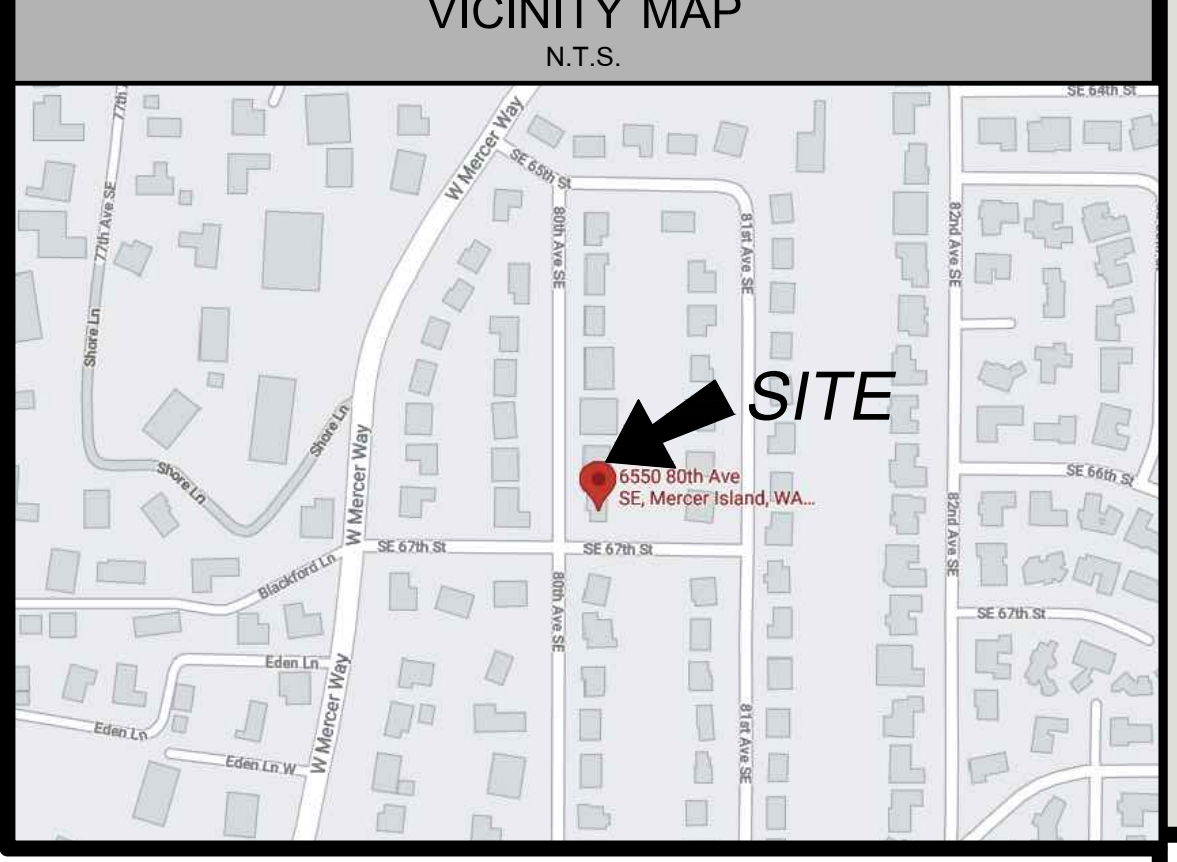 VICINITY MAP
N.T.S.
SE 64th St
77th
W Mercer Way
SE 65th St
77th Ave SE
80th Ave SE
81st Ave SE
82nd Ave SE
Shore Ln
SITE
Shore Ln
W Mercer Way
Shore Ln
6550 80th Ave
SE, Mercer Island, WA...
SE 66th St
82nd Ave SE
SE 67th St
SE 67th St
Blackford Ln
80th Ave SE
SE 67th St
Eden Ln
W Mercer Way
Eden Ln
81st Ave SE
Eden Ln W